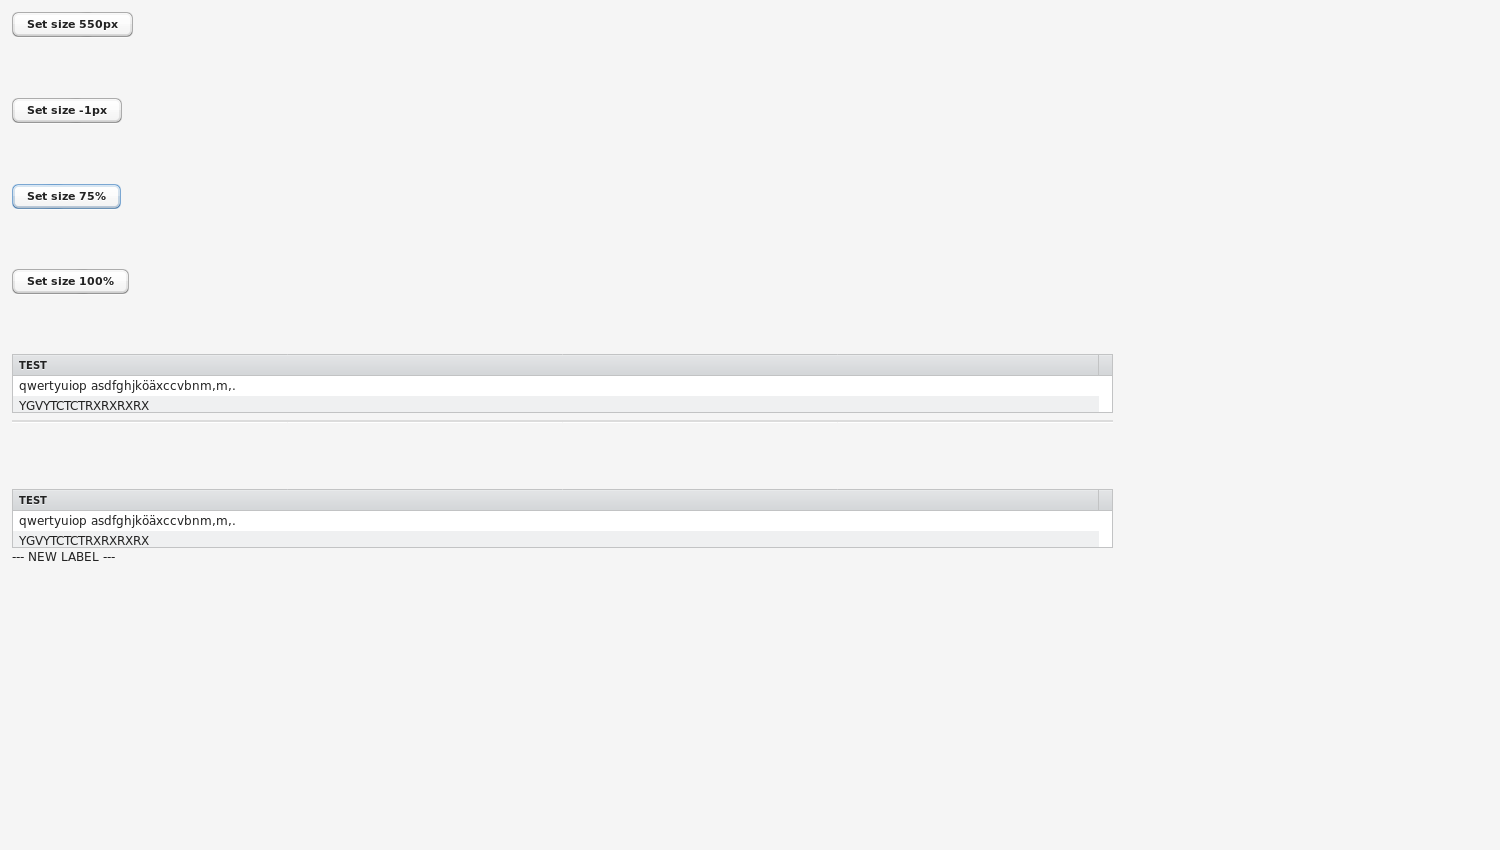 Set size 550px
Set size -1px
Set size 75%
Set size 100%
TEST
qwertyuiop asdfghjköäxccvbnm,m,.
YGVYTCTCTRXRXRXRX
TEST
qwertyuiop asdfghjköäxccvbnm,m,.
YGVYTCTCTRXRXRXRX
--- NEW LABEL ---